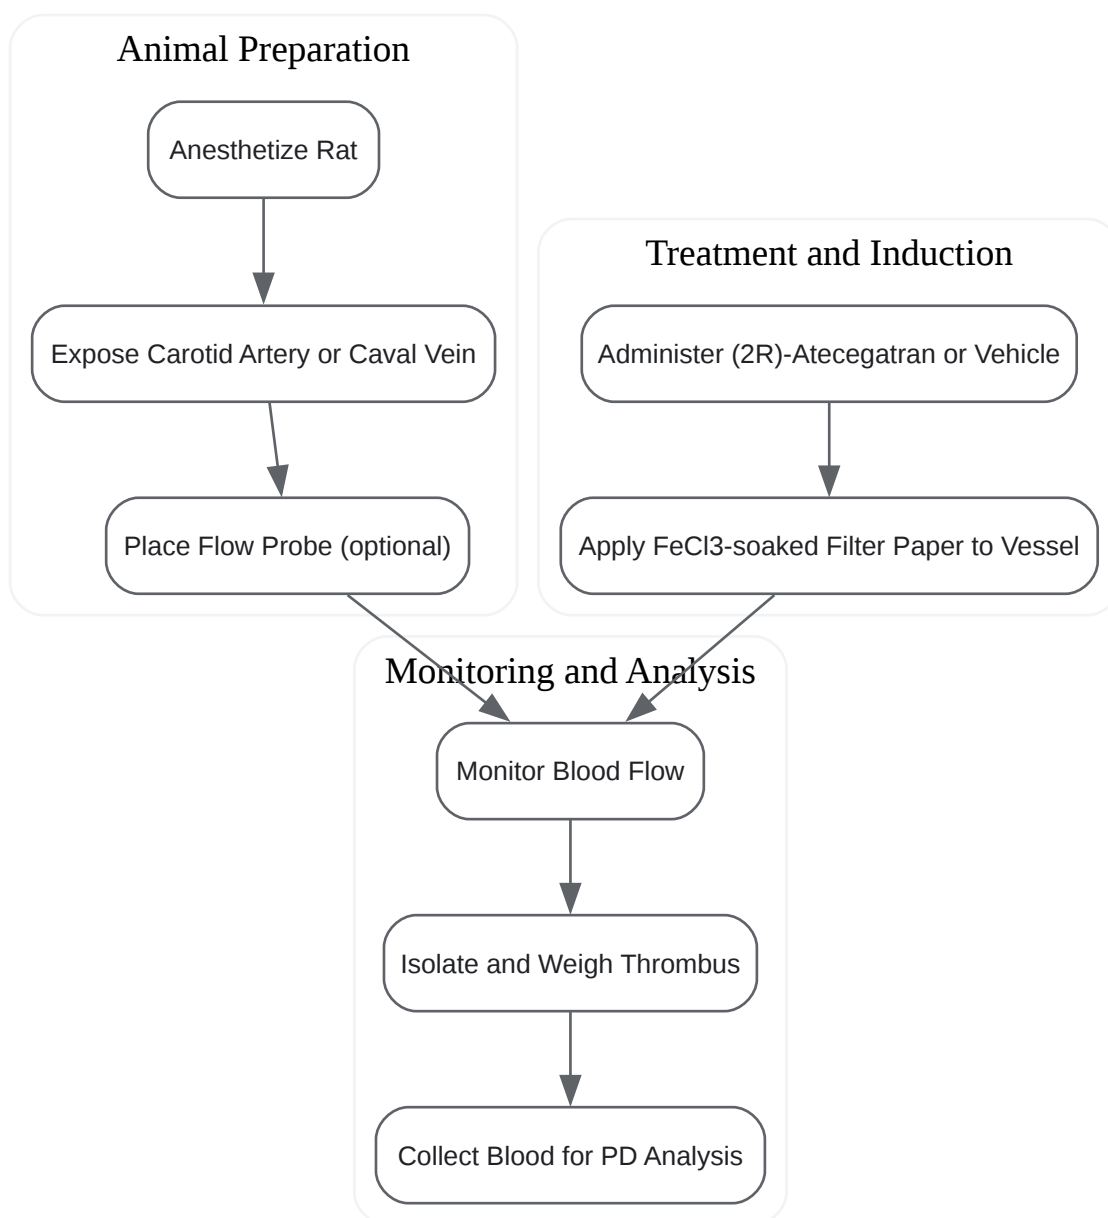 Animal Preparation
Anesthetize Rat
Expose Carotid Artery or Caval Vein
Place Flow Probe (optional)
Treatment and Induction
Administer (2R)-Atecegatran or Vehicle
Apply FeCl3-soaked Filter Paper to Vessel
Monitoring and Analysis
Monitor Blood Flow
Isolate and Weigh Thrombus
Collect Blood for PD Analysis